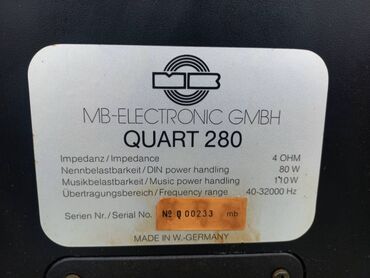 MB
MB-ELECTRONIC GMBH
QUART 280
Impedanz / Impedance 4 OHM
Nennbelastbarkeit / DIN power handling 80 W
Musikbelastbarkeit / Music power handling 110 W
Übertragungsbereich / Frequency range 40-32000 Hz
Serien Nr. / Serial No. Nº Q 00233 mb
MADE IN W.-GERMANY